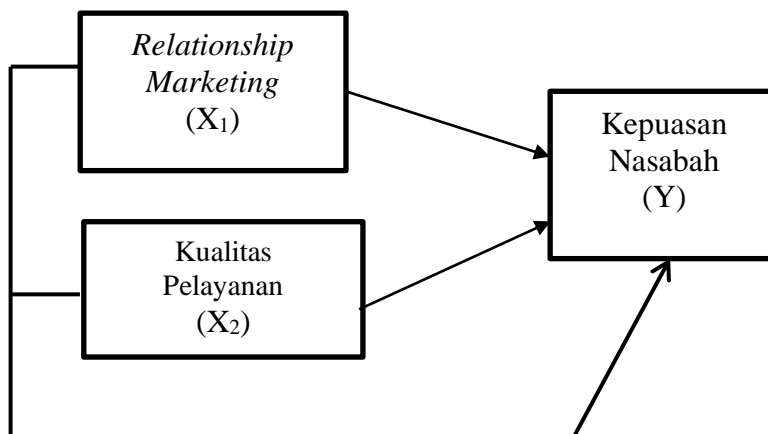 Relationship
Marketing
(X₁)
Kualitas
Pelayanan
(X₂)
Kepuasan
Nasabah
(Y)